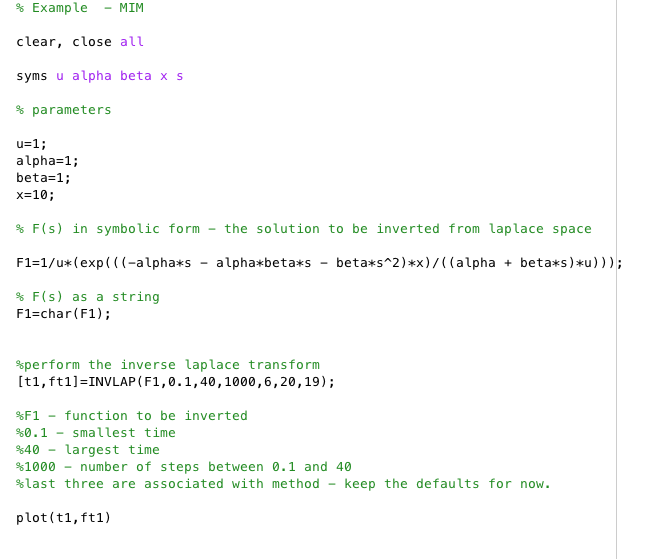 % Example  – MIM
clear, close all
syms u alpha beta x s
% parameters
u=1;
alpha=1;
beta=1;
x=10;
% F(s) in symbolic form – the solution to be inverted from laplace space
F1=1/u*(exp(((−alpha*s − alpha*beta*s − beta*s^2)*x)/((alpha + beta*s)*u)));
% F(s) as a string
F1=char(F1);
%perform the inverse laplace transform
[t1,ft1]=INVLAP(F1,0.1,40,1000,6,20,19);
%F1 – function to be inverted
%0.1 – smallest time
%40 – largest time
%1000 – number of steps between 0.1 and 40
%last three are associated with method – keep the defaults for now.
plot(t1,ft1)